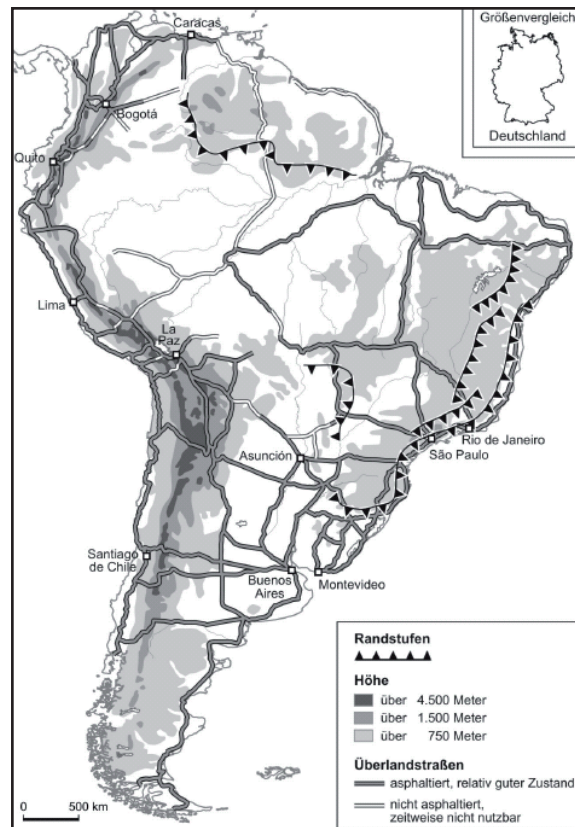 Caracas
Größenvergleich
Deutschland
Bogotá
Quito
Lima
La
Paz
Rio de Janeiro
São Paulo
Asunción
Santiago
de Chile
Buenos
Aires
Montevideo
Randstufen
Höhe
über 4.500 Meter
über 1.500 Meter
über 750 Meter
Überlandstraßen
asphaltiert, relativ guter Zustand
nicht asphaltiert,
zeitweise nicht nutzbar
0 500 km